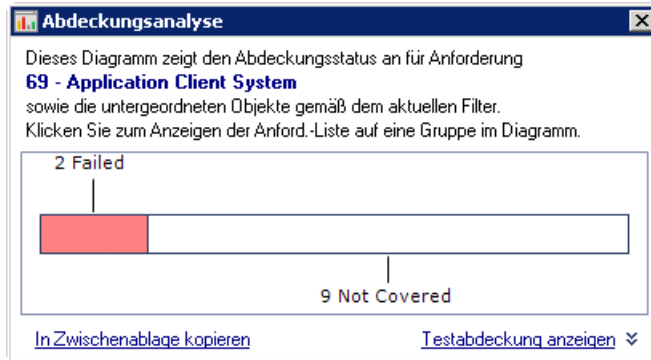 Abdeckungsanalyse
Dieses Diagramm zeigt den Abdeckungsstatus an für Anforderung
69 - Application Client System
sowie die untergeordneten Objekte gemäß dem aktuellen Filter.
Klicken Sie zum Anzeigen der Anford.-Liste auf eine Gruppe im Diagramm.
2 Failed
9 Not Covered
In Zwischenablage kopieren Testabdeckung anzeigen